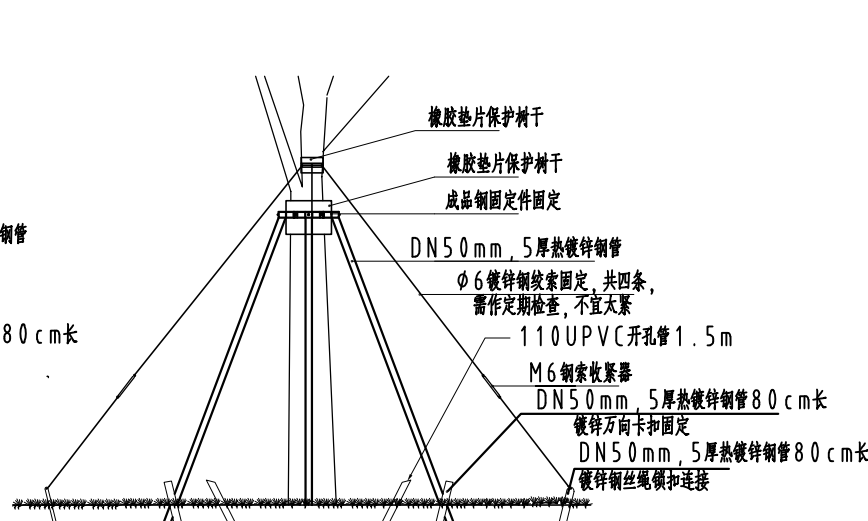 橡胶垫片保护树干
橡胶垫片保护树干
成品钢固定件固定
钢管
DN50mm,5厚热镀锌钢管
φ6镀锌钢绞索固定,共四条,
需作定期检查,不宜太紧
80cm长
110UPVC开孔管1.5m
M6钢索收紧器
DN50mm,5厚热镀锌钢管80cm长
镀锌万向卡扣固定
DN50mm,5厚热镀锌钢管80cm长
镀锌钢丝绳锁扣连接